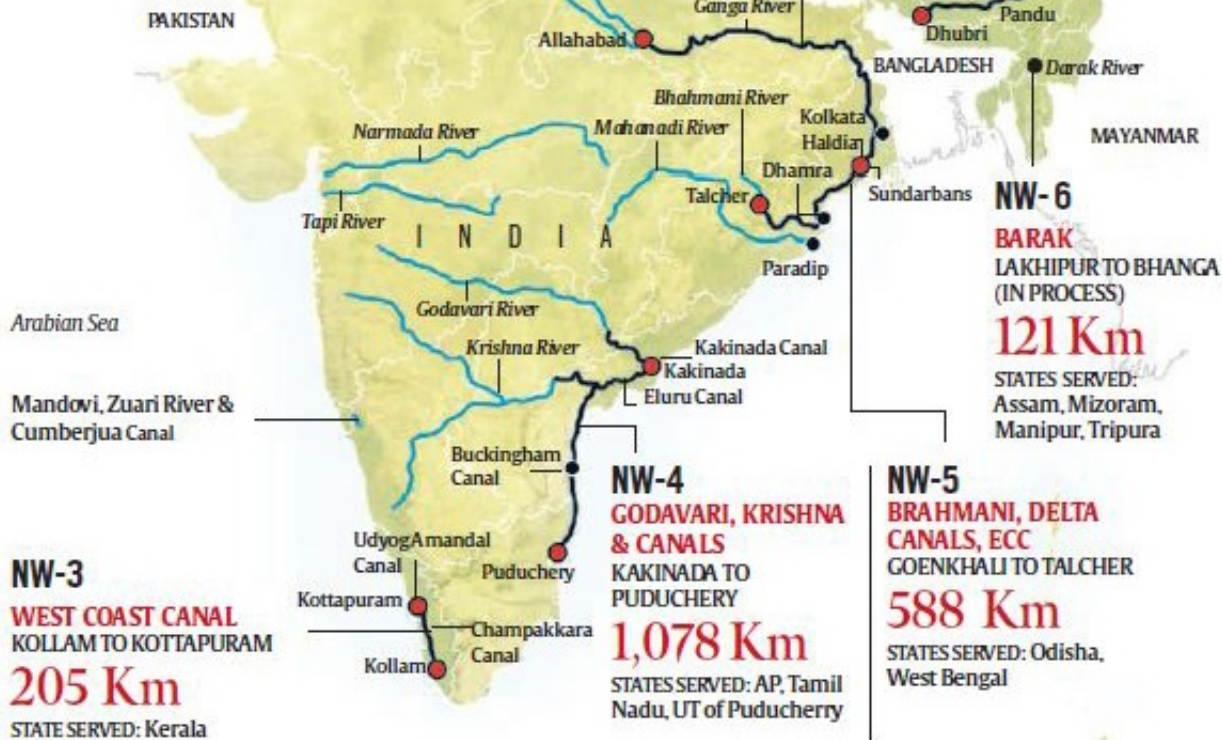 PAKISTAN
Ganga River
Pandu
Allahabad
Dhubri
BANGLADESH
Darak River
Bhahmani River
Kolkata
Narmada River
Mahanadi River
Haldia
MAYANMAR
Dhamra
Talcher
Sundarbans
Tapi River
INDIA
Paradip
Godavari River
Arabian Sea
Krishna River
Kakinada Canal
Kakinada
Eluru Canal
Mandovi, Zuari River &
Cumberjua Canal
Buckingham
Canal
UdyogAmandal
Canal
Puduchery
Kottapuram
Champakkara
Canal
Kollam
NW-6
BARAK
LAKHIPUR TO BHANGA
(IN PROCESS)
121 Km
STATES SERVED:
Assam, Mizoram,
Manipur, Tripura
NW-3
WEST COAST CANAL
KOLLAM TO KOTTAPURAM
205 Km
STATE SERVED: Kerala
NW-4
GODAVARI, KRISHNA
& CANALS
KAKINADA TO
PUDUCHERY
1,078 Km
STATES SERVED: AP, Tamil
Nadu, UT of Puducherry
NW-5
BRAHMANI, DELTA
CANALS, ECC
GOENKHALI TO TALCHER
588 Km
STATES SERVED: Odisha,
West Bengal